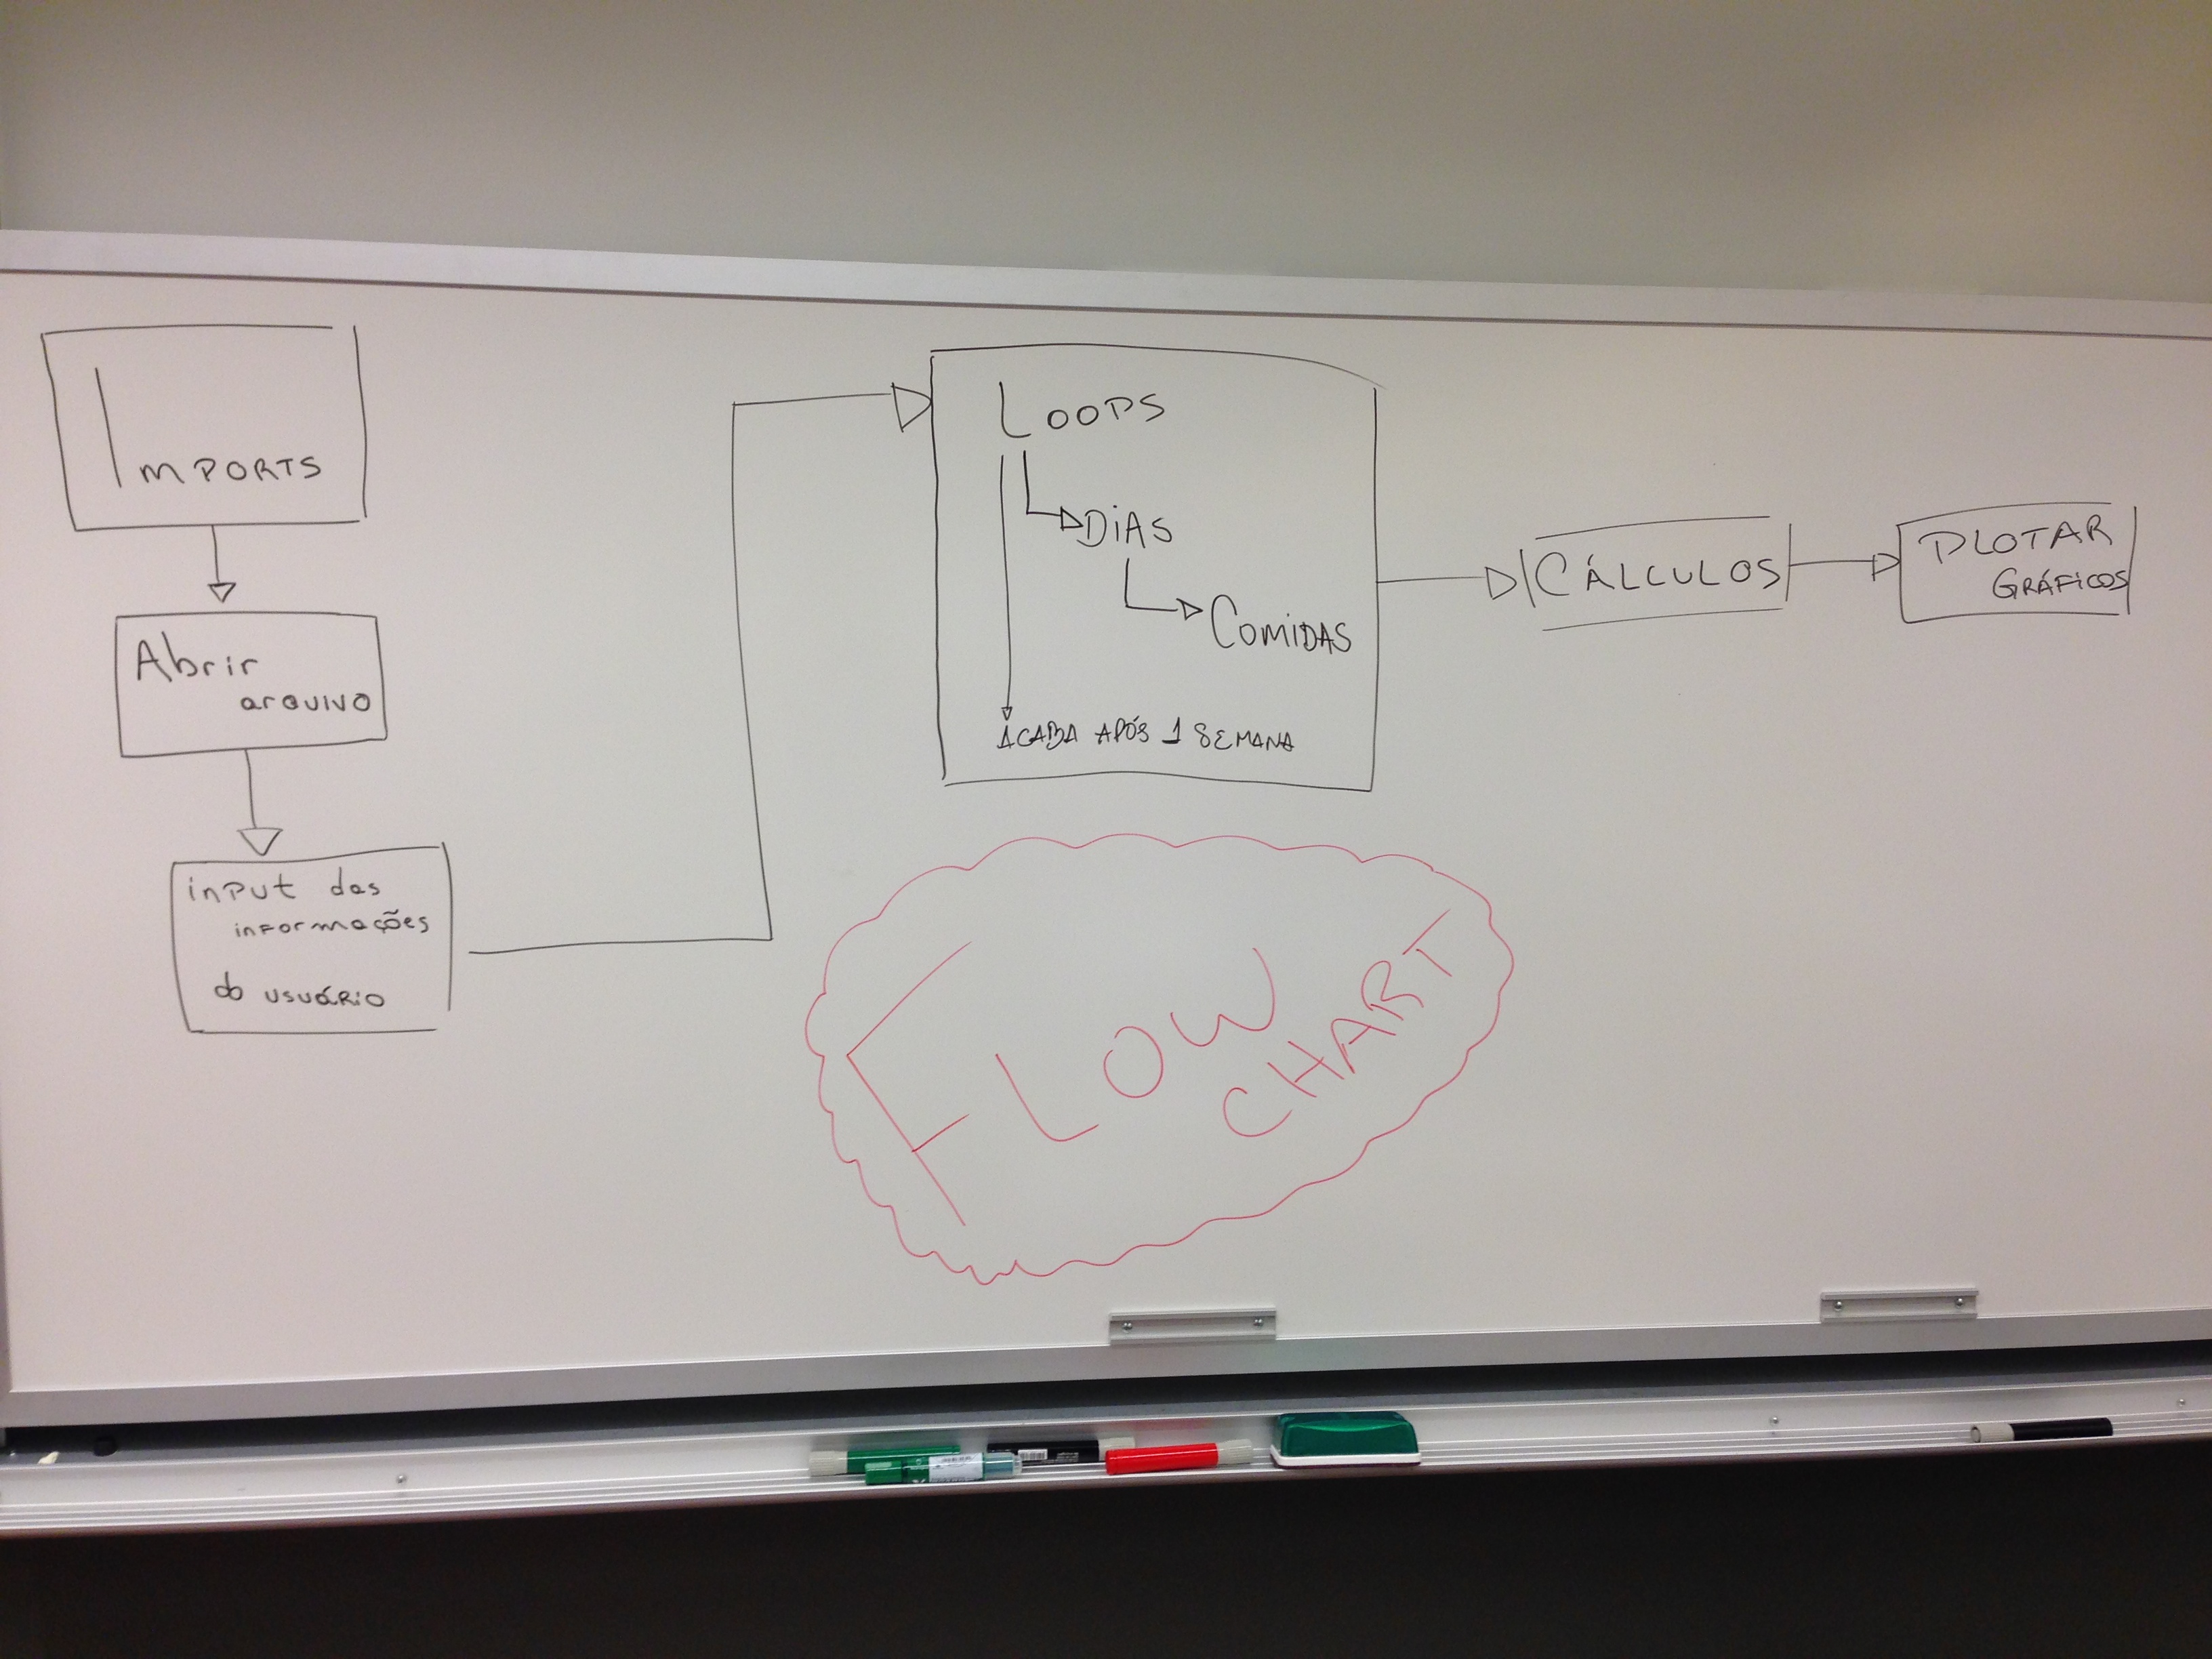 IMPORTS
Abrir
arquivo
input das
informações
do usuário
LOOPS
DiAS
COMIDAS
ACABA APÓS 1 SEMANA
CÁLCULOS
PLOTAR
GRÁFiCOS
FLOW
CHART